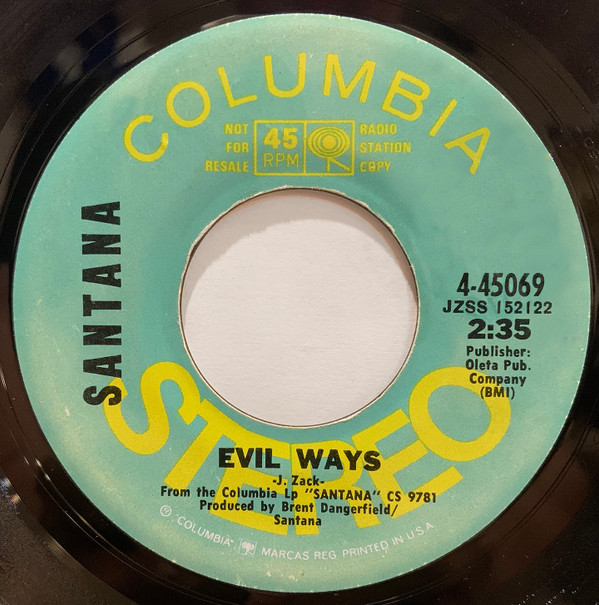 COLUMBIA
NOT
FOR
RESALE
45
RPM
RADIO
STATION
COPY
SANTANA
4-45069
JZSS 152122
2:35
Publisher:
Oleta Pub.
Company
(BMI)
STEREO
EVIL WAYS
-J. Zack-
From the Columbia Lp "SANTANA" CS 9781
Produced by Brent Dangerfield/
Santana
℗ "COLUMBIA" MARCAS REG. PRINTED IN U.S.A.